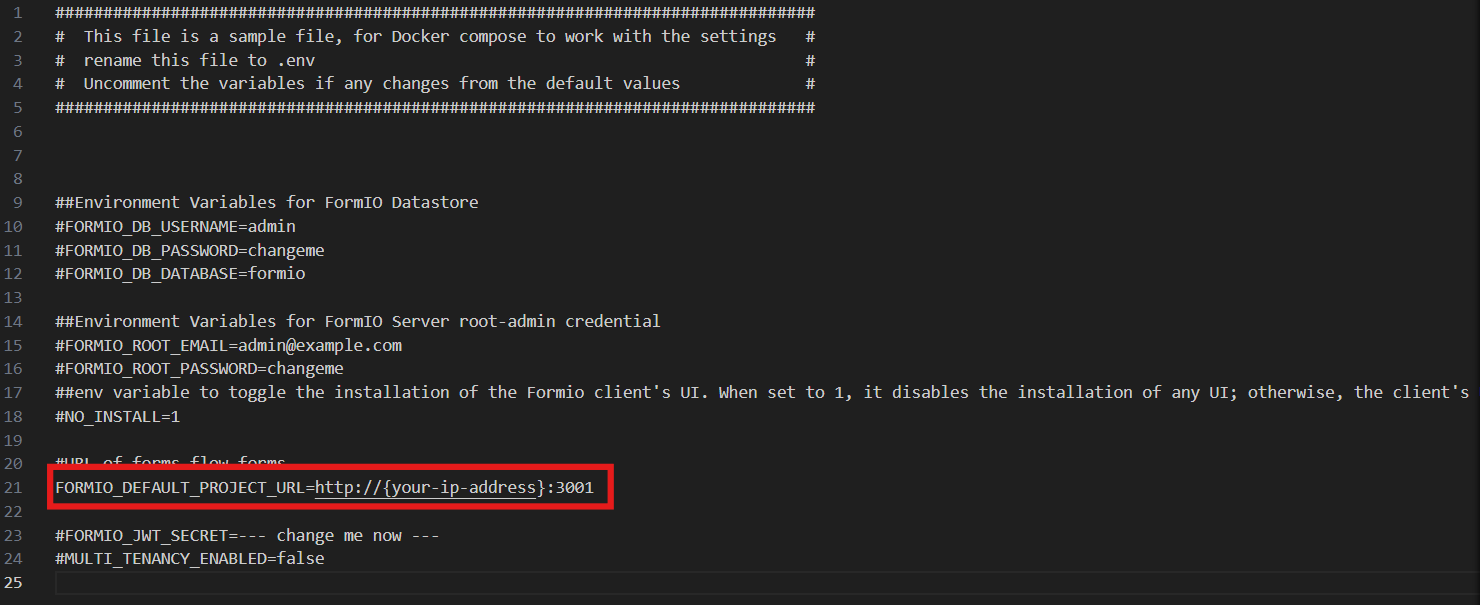 1 ###############################################################################
2 #  This file is a sample file, for Docker compose to work with the settings   #
3 #  rename this file to .env                                                   #
4 #  Uncomment the variables if any changes from the default values             #
5 ###############################################################################
6
7
8
9 ##Environment Variables for FormIO Datastore
10 #FORMIO_DB_USERNAME=admin
11 #FORMIO_DB_PASSWORD=changeme
12 #FORMIO_DB_DATABASE=formio
13
14 ##Environment Variables for FormIO Server root-admin credential
15 #FORMIO_ROOT_EMAIL=admin@example.com
16 #FORMIO_ROOT_PASSWORD=changeme
17 ##env variable to toggle the installation of the Formio client's UI. When set to 1, it disables the installation of any UI; otherwise, the client's
18 #NO_INSTALL=1
19
20 #URL of forms flow forms
21 FORMIO_DEFAULT_PROJECT_URL=http://{your-ip-address}:3001
22
23 #FORMIO_JWT_SECRET=--- change me now ---
24 #MULTI_TENANCY_ENABLED=false
25